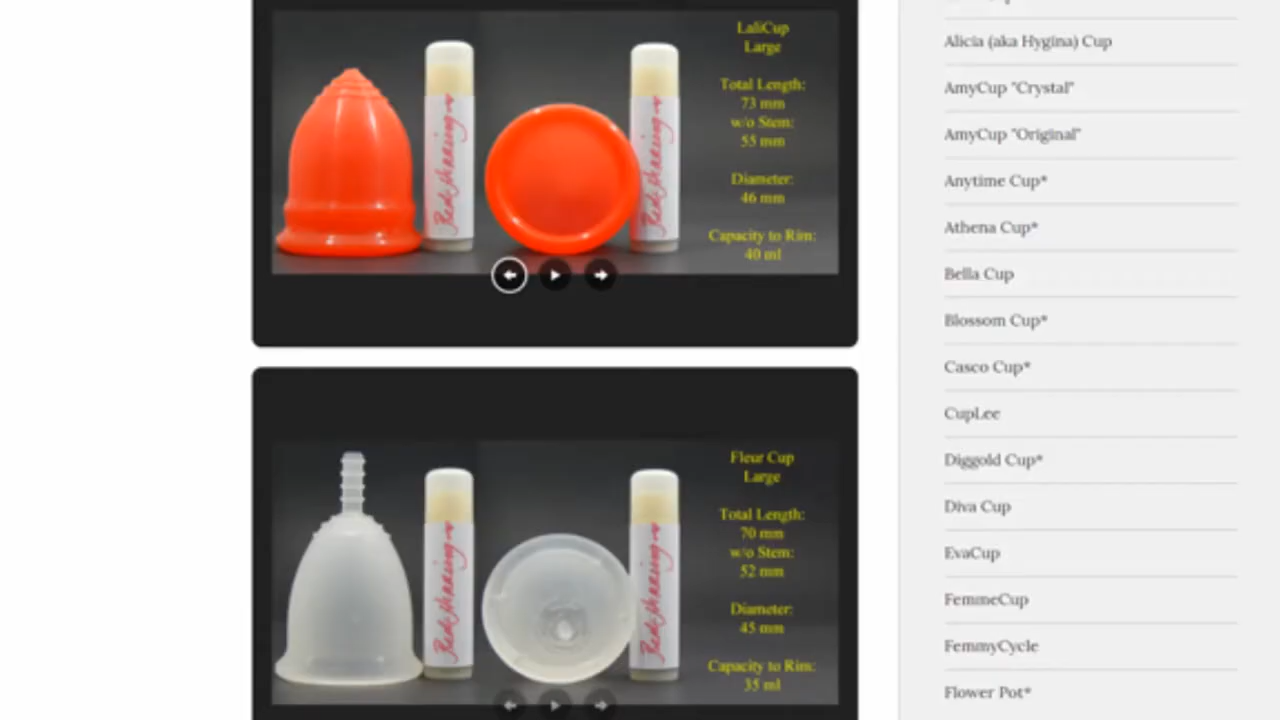 LaliCup
Large
Total Length:
73 mm
w/o Stem:
55 mm
Diameter:
46 mm
Capacity to Rim:
40 ml
Fleur Cup
Large
Total Length:
70 mm
w/o Stem:
52 mm
Diameter:
45 mm
Capacity to Rim:
35 ml
Alicia (aka Hygina) Cup
AmyCup "Crystal"
AmyCup "Original"
Anytime Cup*
Athena Cup*
Bella Cup
Blossom Cup*
Casco Cup*
CupLee
Diggold Cup*
Diva Cup
EvaCup
FemmeCup
FemmyCycle
Flower Pot*